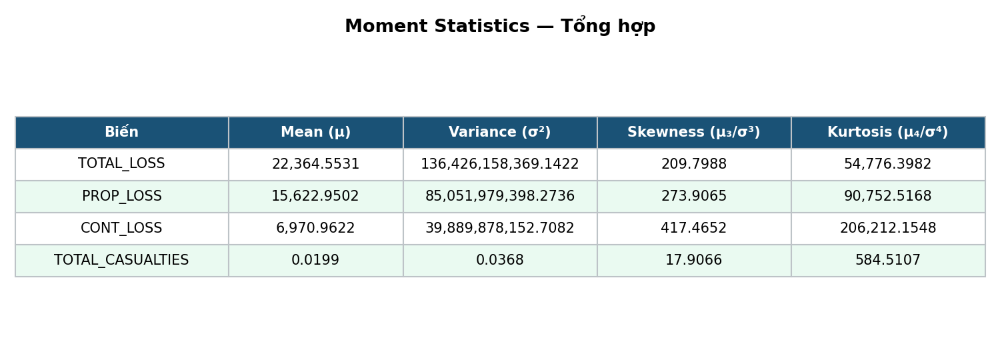 Moment Statistics — Tổng hợp
Biến Mean (μ) Variance (σ²) Skewness (μ₃/σ³) Kurtosis (μ₄/σ⁴)
TOTAL_LOSS 22,364.5531 136,426,158,369.1422 209.7988 54,776.3982
PROP_LOSS 15,622.9502 85,051,979,398.2736 273.9065 90,752.5168
CONT_LOSS 6,970.9622 39,889,878,152.7082 417.4652 206,212.1548
TOTAL_CASUALTIES 0.0199 0.0368 17.9066 584.5107